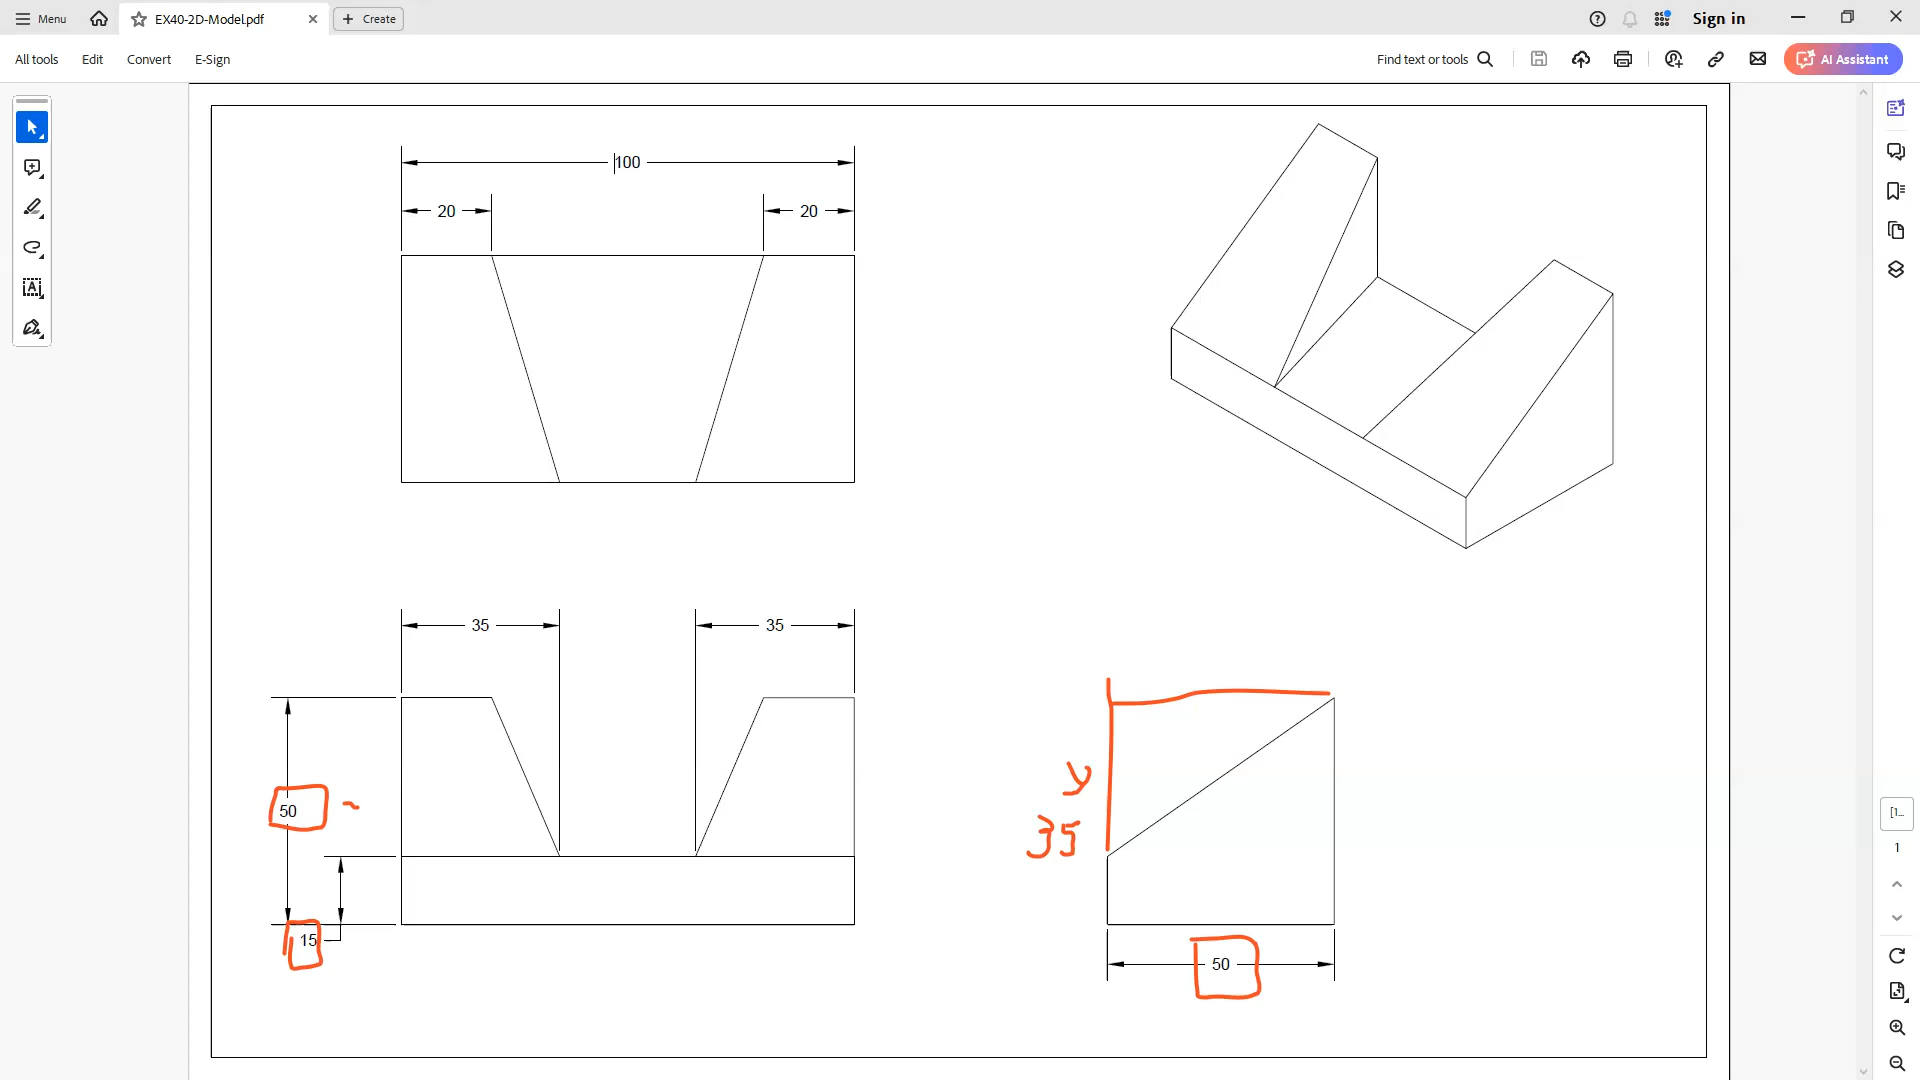 Menu
EX40-2D-Model.pdf
Create
Sign in
All tools
Edit
Convert
E-Sign
Find text or tools
AI Assistant
100
20
20
35
35
50
15
y
35
50
[1...
1